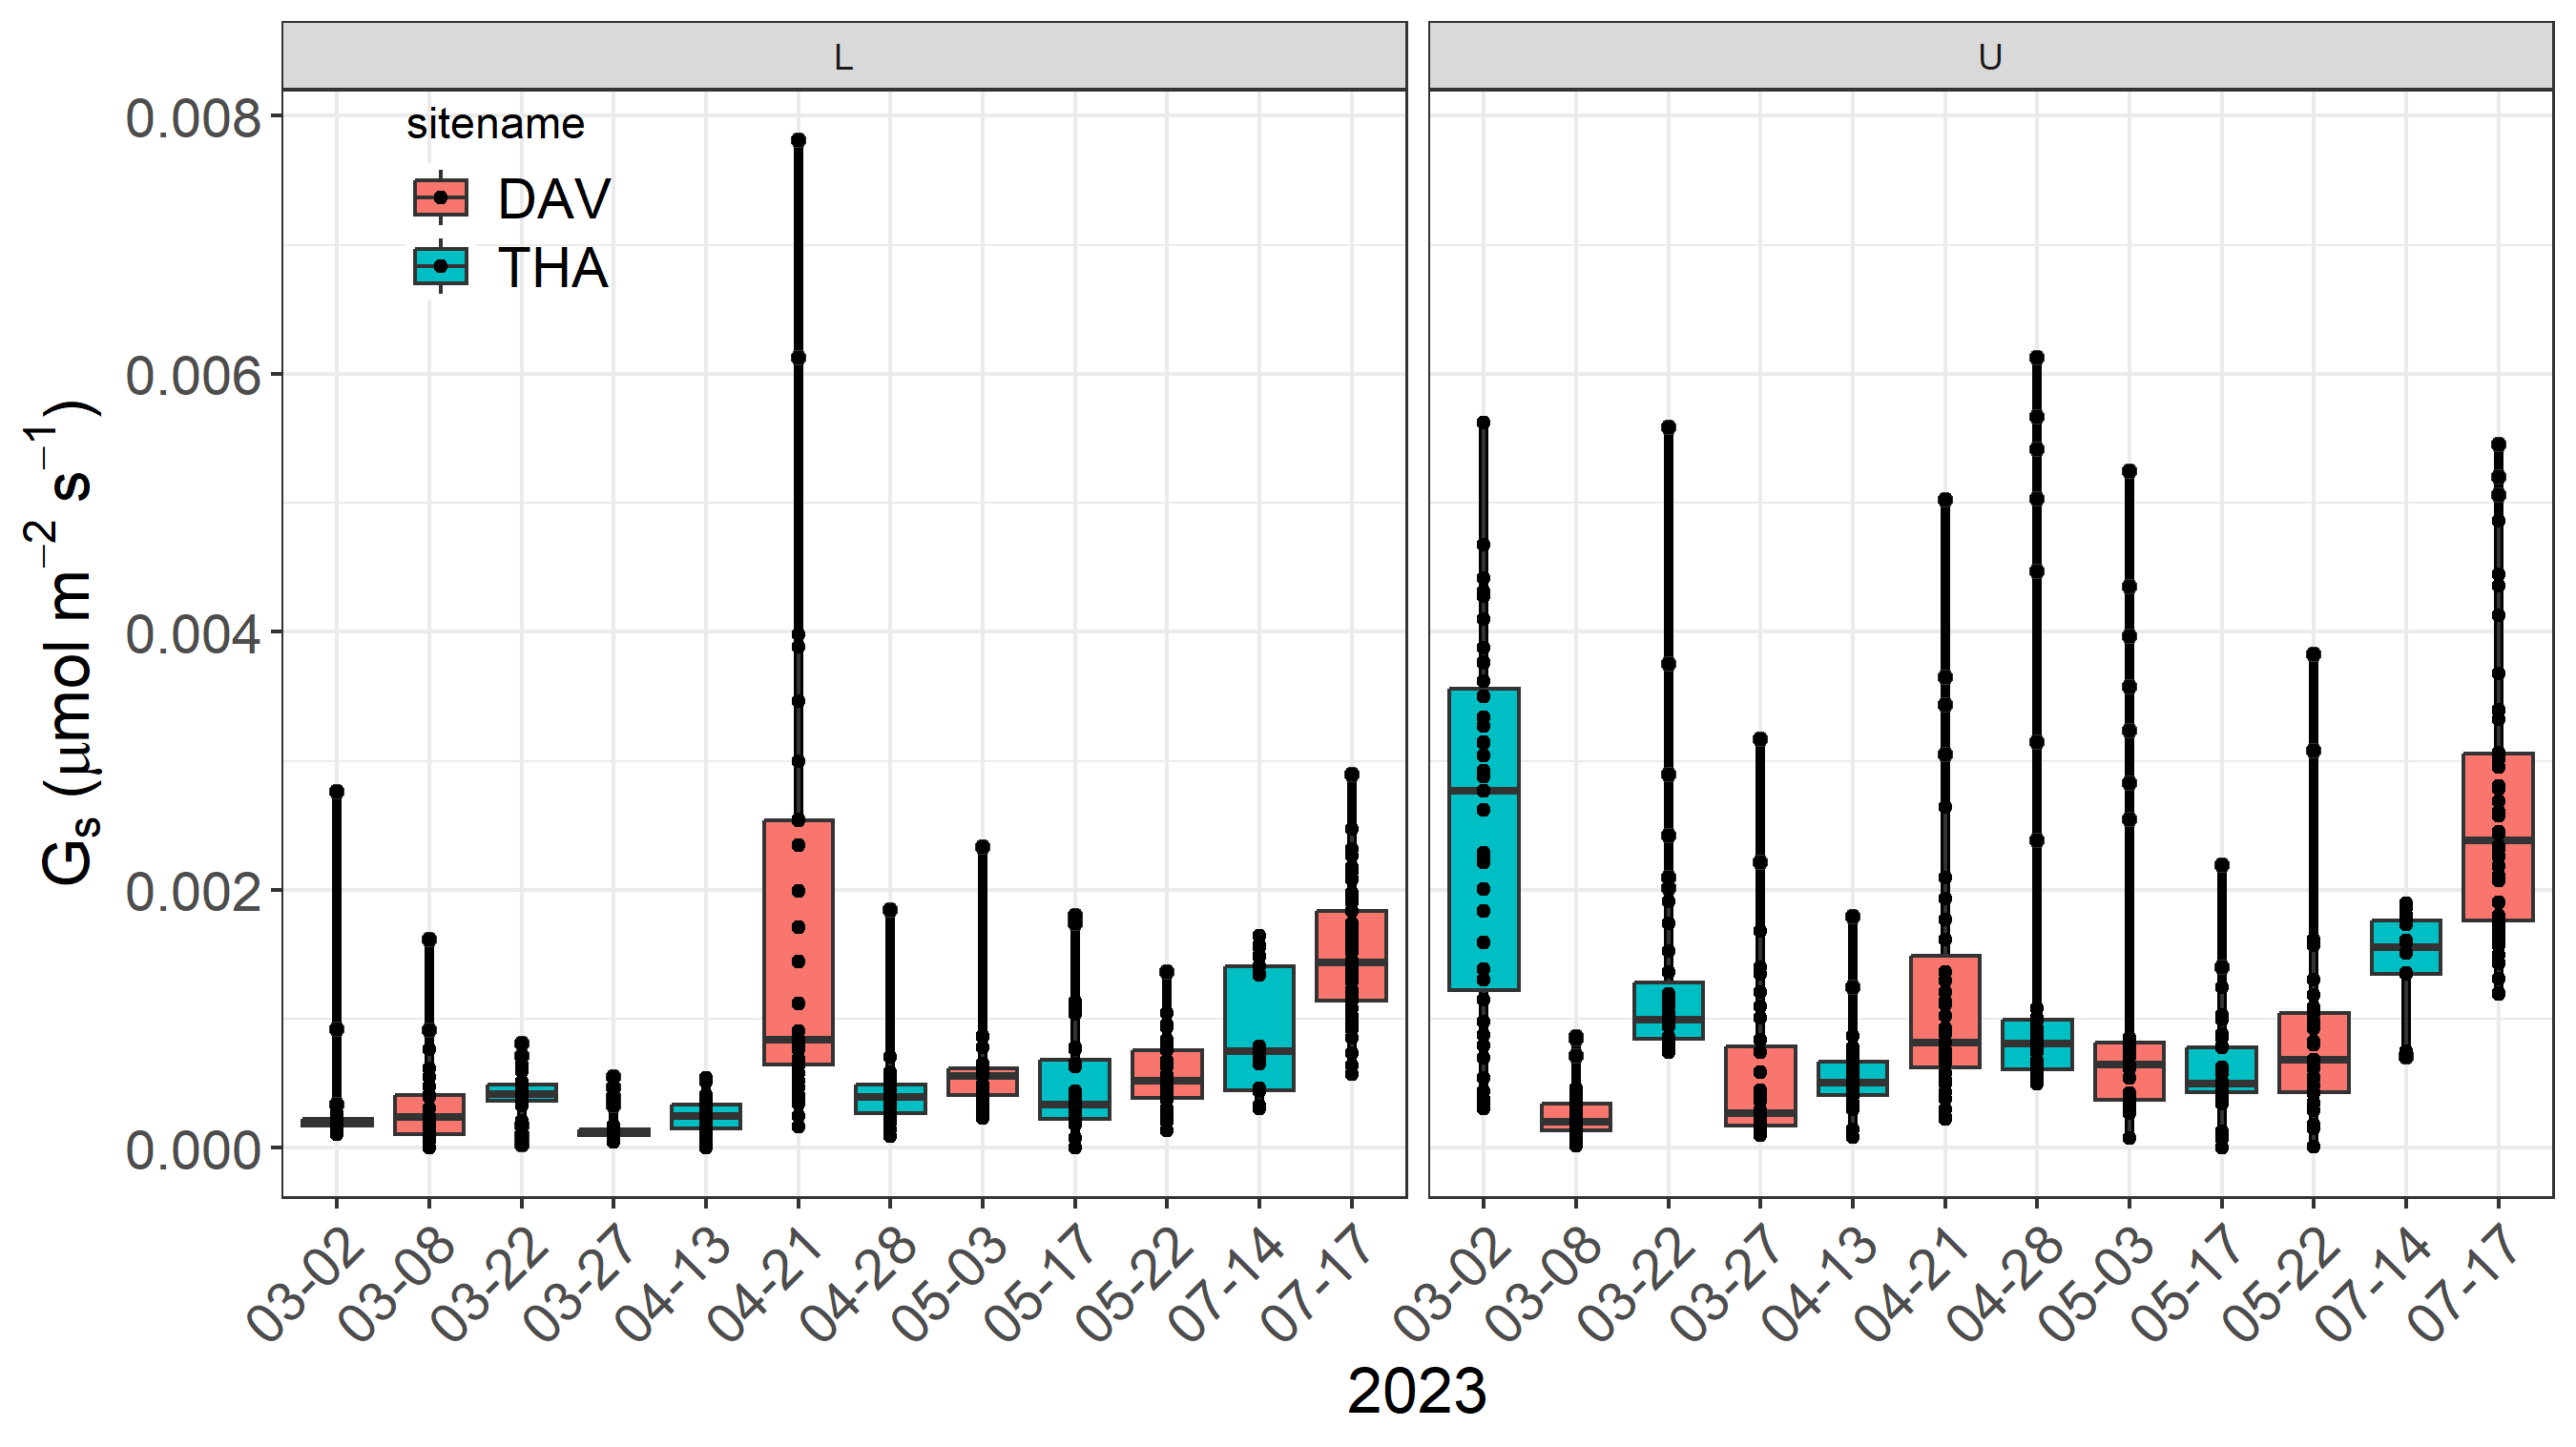 L
U
sitename
DAV
THA
0.008
0.006
0.004
0.002
0.000
Gs (μmol m−2 s−1)
03-02 03-08 03-22 03-27 04-13 04-21 04-28 05-03 05-17 05-22 07-14 07-17
03-02 03-08 03-22 03-27 04-13 04-21 04-28 05-03 05-17 05-22 07-14 07-17
2023